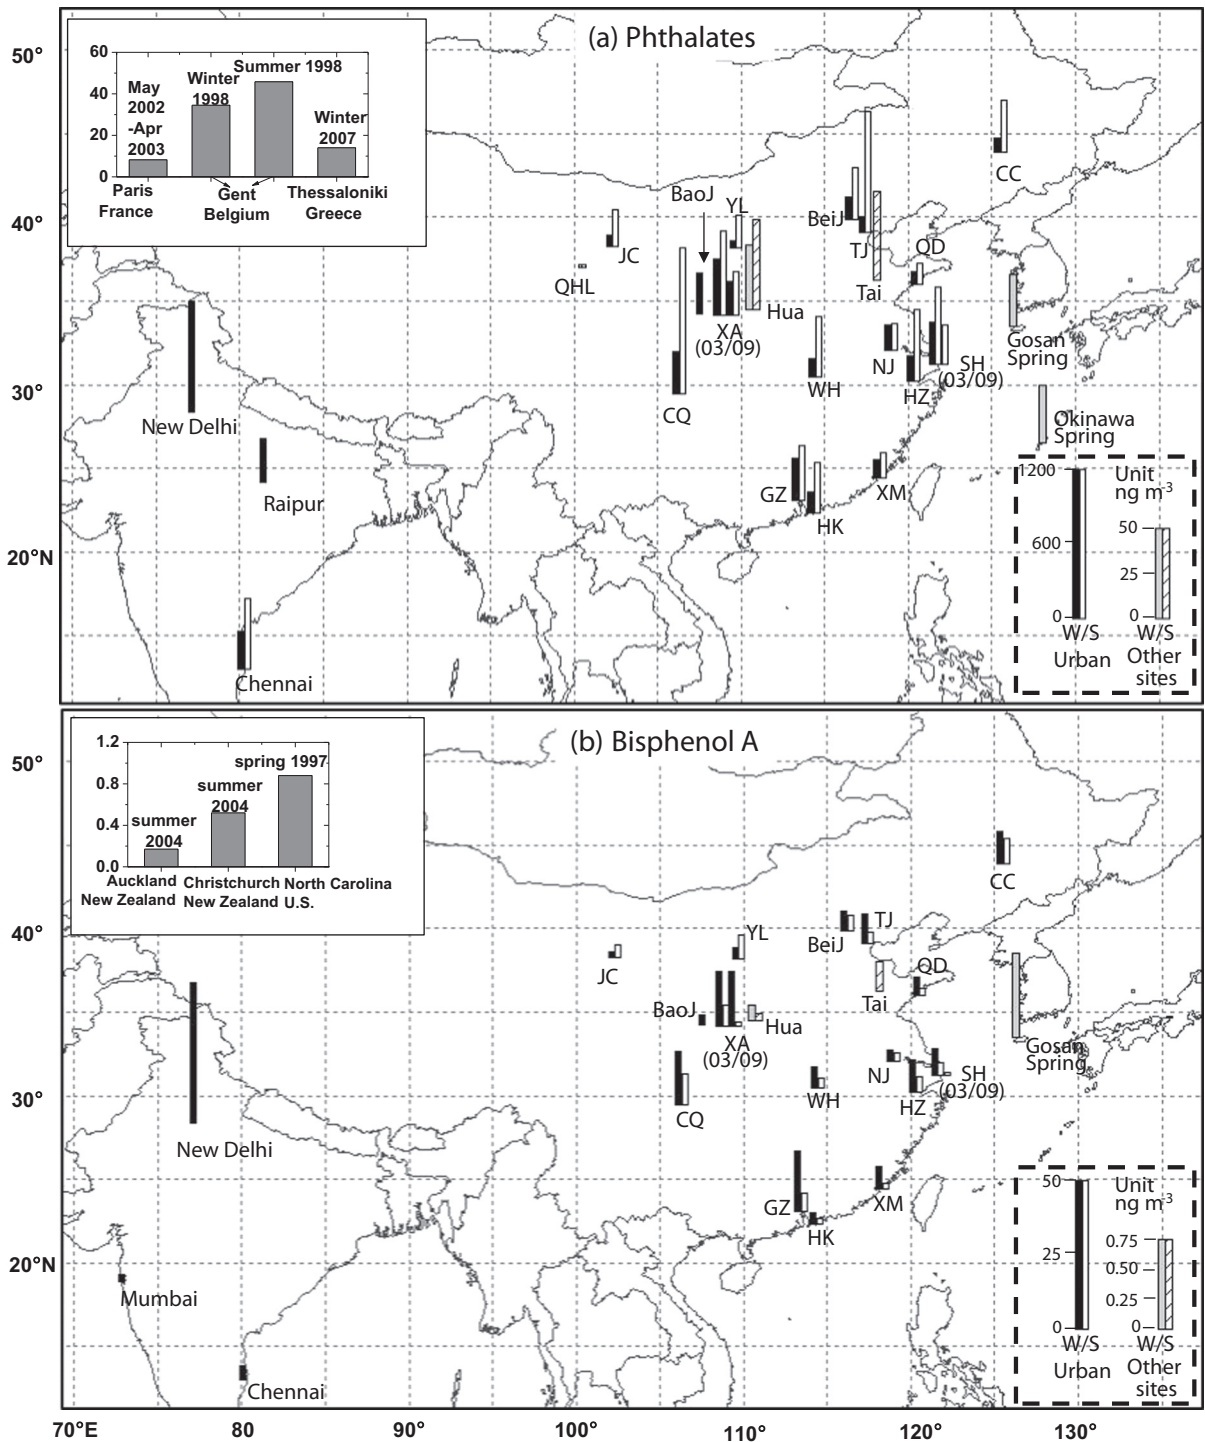 (a) Phthalates
50°
40°
30°
20°N
60
40
20
0
May
2002
-Apr
2003
Winter
1998
Summer 1998
Winter
2007
Paris
France
Gent
Belgium
Thessaloniki
Greece
CC
BaoJ
YL
BeiJ
TJ
QD
JC
QHL
Tai
Hua
XA
(03/09)
Gosan
Spring
NJ
SH
(03/09)
WH
HZ
CQ
New Delhi
Okinawa
Spring
Raipur
GZ
XM
HK
Chennai
1200
600
0
W/S
Urban
Unit
ng m-3
50
25
0
W/S
Other
sites
(b) Bisphenol A
50°
40°
30°
20°N
1.2
0.8
0.4
0.0
summer
2004
summer
2004
spring 1997
Auckland
New Zealand
Christchurch
New Zealand
North Carolina
U.S.
CC
YL
TJ
BeiJ
JC
QD
Tai
BaoJ
Hua
XA
(03/09)
Gosan
Spring
NJ
SH
(03/09)
WH
HZ
CQ
New Delhi
GZ
XM
HK
Mumbai
Chennai
50
25
0
W/S
Urban
Unit
ng m-3
0.75
0.50
0.25
0
W/S
Other
sites
70°E
80
90°
100°
110°
120°
130°